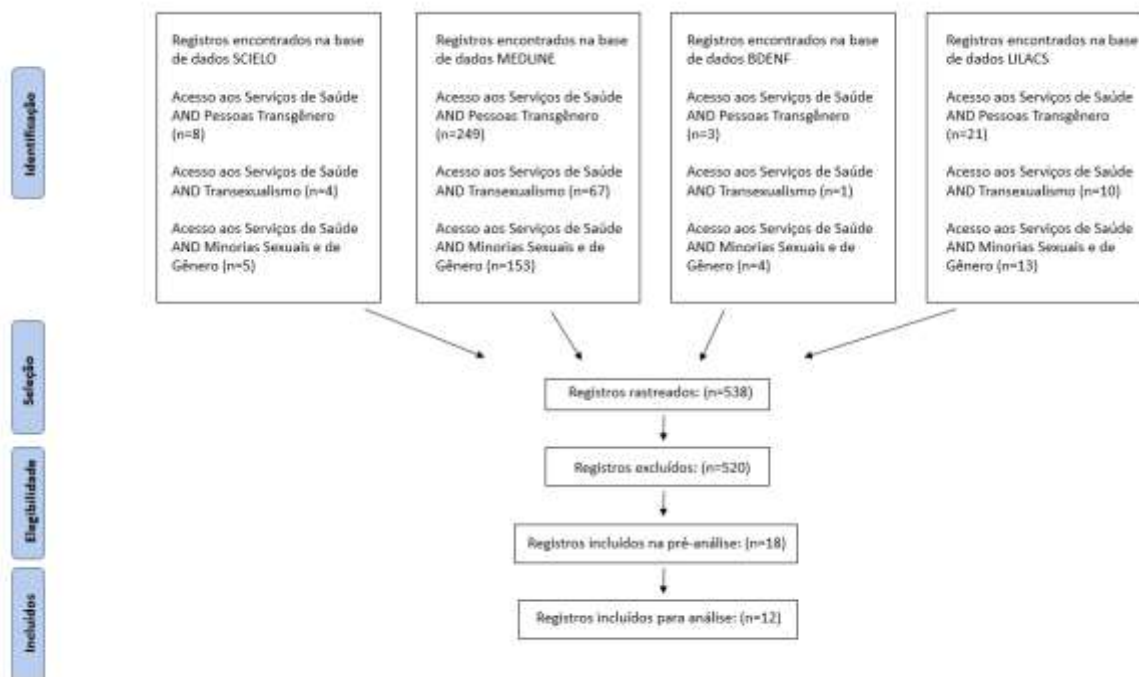 Identificação
Registros encontrados na base
de dados SCIELO
Acesso aos Serviços de Saúde
AND Pessoas Transgênero
(n=8)
Acesso aos Serviços de Saúde
AND Transexualismo (n=4)
Acesso aos Serviços de Saúde
AND Minorias Sexuais e de
Gênero (n=5)
Registros encontrados na base
de dados MEDLINE
Acesso aos Serviços de Saúde
AND Pessoas Transgênero
(n=249)
Acesso aos Serviços de Saúde
AND Transexualismo (n=67)
Acesso aos Serviços de Saúde
AND Minorias Sexuais e de
Gênero (n=153)
Registros encontrados na base
de dados BDENF
Acesso aos Serviços de Saúde
AND Pessoas Transgênero
(n=3)
Acesso aos Serviços de Saúde
AND Transexualismo (n=1)
Acesso aos Serviços de Saúde
AND Minorias Sexuais e de
Gênero (n=4)
Registros encontrados na base
de dados LILACS
Acesso aos Serviços de Saúde
AND Pessoas Transgênero
(n=21)
Acesso aos Serviços de Saúde
AND Transexualismo (n=10)
Acesso aos Serviços de Saúde
AND Minorias Sexuais e de
Gênero (n=13)
Seleção
Registros rastreados: (n=538)
Elegibilidade
Registros excluídos: (n=520)
Registros incluídos na pré-análise: (n=18)
Incluídos
Registros incluídos para análise: (n=12)